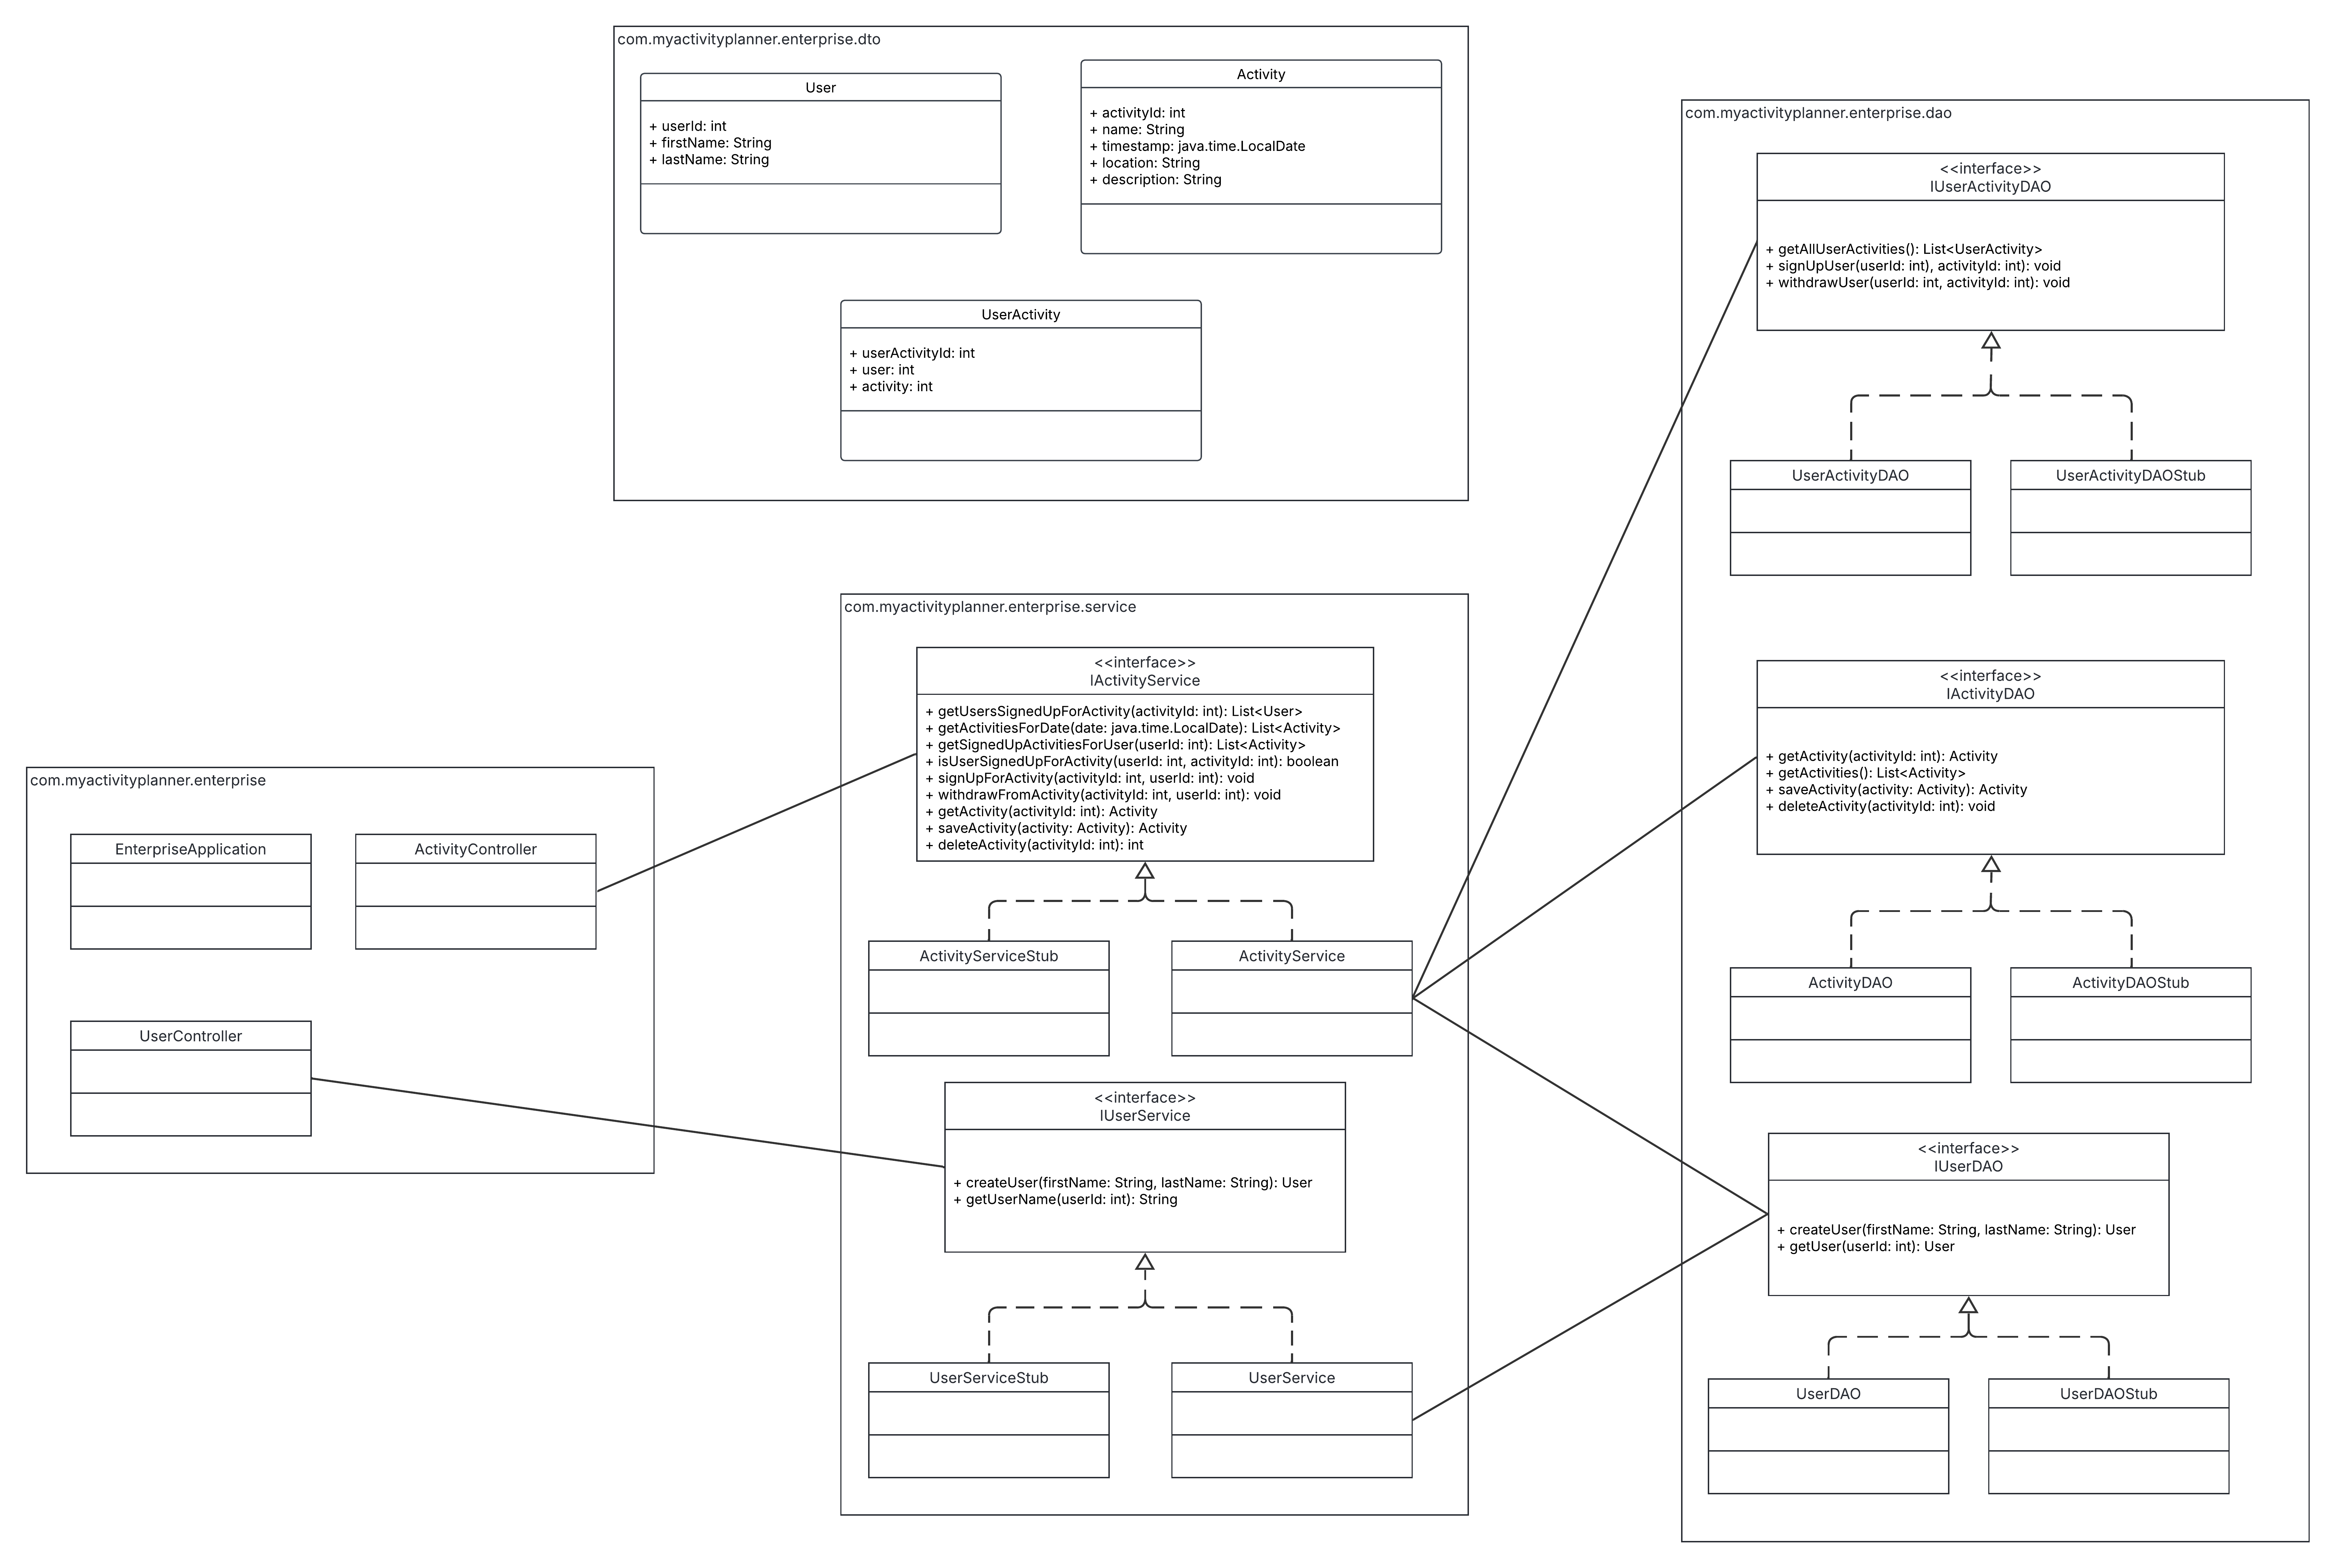 com.myactivityplanner.enterprise.dto
User
+ userId: int
+ firstName: String
+ lastName: String
Activity
+ activityId: int
+ name: String
+ timestamp: java.time.LocalDate
+ location: String
+ description: String
UserActivity
+ userActivityId: int
+ user: int
+ activity: int
com.myactivityplanner.enterprise
EnterpriseApplication
ActivityController
UserController
com.myactivityplanner.enterprise.service
<<interface>>
IActivityService
+ getUsersSignedUpForActivity(activityId: int): List<User>
+ getActivitiesForDate(date: java.time.LocalDate): List<Activity>
+ getSignedUpActivitiesForUser(userId: int): List<Activity>
+ isUserSignedUpForActivity(userId: int, activityId: int): boolean
+ signUpForActivity(activityId: int, userId: int): void
+ withdrawFromActivity(activityId: int, userId: int): void
+ getActivity(activityId: int): Activity
+ saveActivity(activity: Activity): Activity
+ deleteActivity(activityId: int): int
ActivityServiceStub
ActivityService
<<interface>>
IUserService
+ createUser(firstName: String, lastName: String): User
+ getUserName(userId: int): String
UserServiceStub
UserService
com.myactivityplanner.enterprise.dao
<<interface>>
IUserActivityDAO
+ getAllUserActivities(): List<UserActivity>
+ signUpUser(userId: int), activityId: int): void
+ withdrawUser(userId: int, activityId: int): void
UserActivityDAO
UserActivityDAOStub
<<interface>>
IActivityDAO
+ getActivity(activityId: int): Activity
+ getActivities(): List<Activity>
+ saveActivity(activity: Activity): Activity
+ deleteActivity(activityId: int): void
ActivityDAO
ActivityDAOStub
<<interface>>
IUserDAO
+ createUser(firstName: String, lastName: String): User
+ getUser(userId: int): User
UserDAO
UserDAOStub